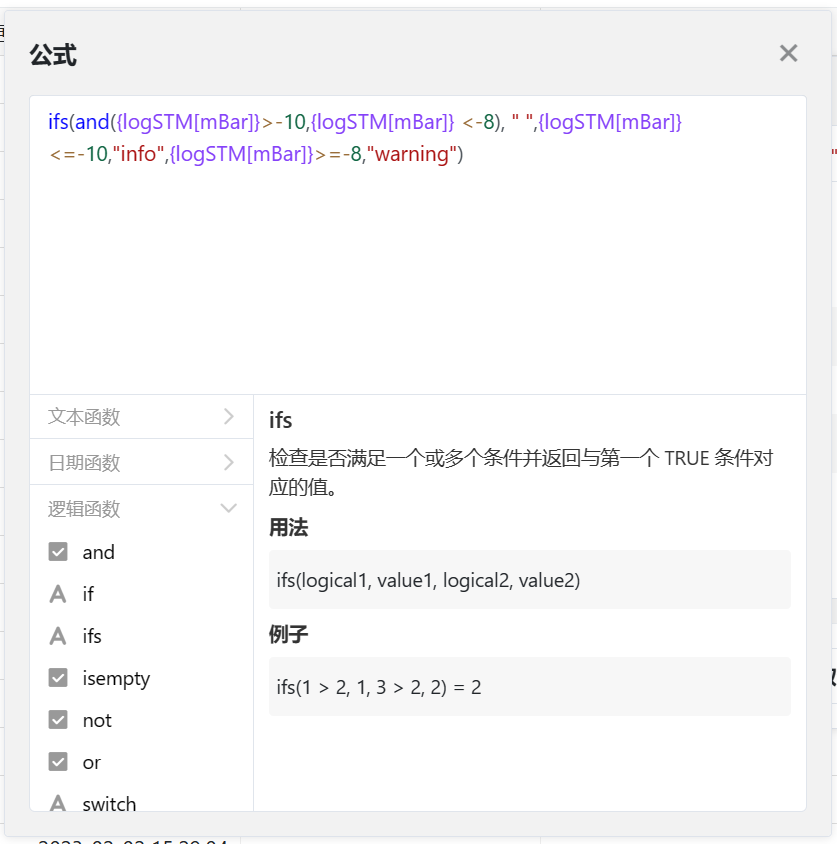 公式
ifs(and({logSTM[mBar]}>-10,{logSTM[mBar]} <-8), " ",{logSTM[mBar]}
<=-10,"info",{logSTM[mBar]}>=-8,"warning")
文本函数
日期函数
逻辑函数
and
if
ifs
isempty
not
or
switch
ifs
检查是否满足一个或多个条件并返回与第一个 TRUE 条件对
应的值。
用法
ifs(logical1, value1, logical2, value2)
例子
ifs(1 > 2, 1, 3 > 2, 2) = 2